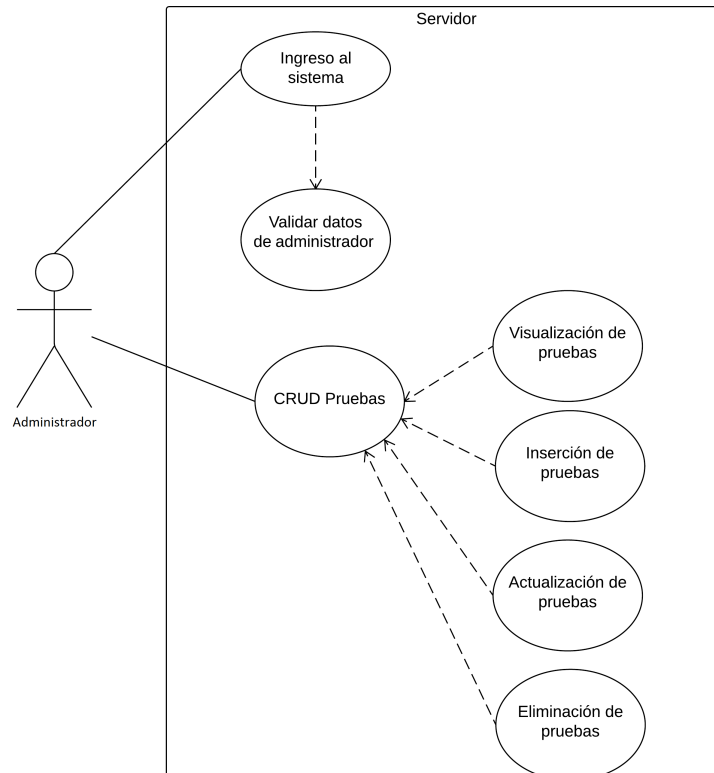 Servidor
Ingreso al
sistema
Validar datos
de administrador
Administrador
CRUD Pruebas
Visualización de
pruebas
Inserción de
pruebas
Actualización de
pruebas
Eliminación de
pruebas